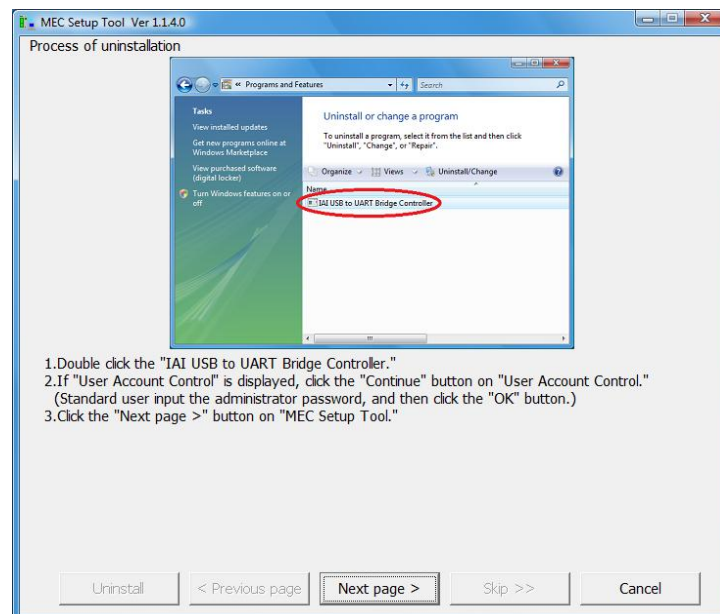 MEC Setup Tool Ver 1.1.4.0
Process of uninstallation
« Programs and Features
Search
Tasks
View installed updates
Get new programs online at
Windows Marketplace
View purchased software
(digital locker)
Turn Windows features on or
off
Uninstall or change a program
To uninstall a program, select it from the list and then click
"Uninstall", "Change", or "Repair".
Organize Views Uninstall/Change
Name
IAI USB to UART Bridge Controller
1.Double click the "IAI USB to UART Bridge Controller."
2.If "User Account Control" is displayed, click the "Continue" button on "User Account Control."
(Standard user input the administrator password, and then click the "OK" button.)
3.Click the "Next page >" button on "MEC Setup Tool."
Uninstall < Previous page Next page > Skip >> Cancel